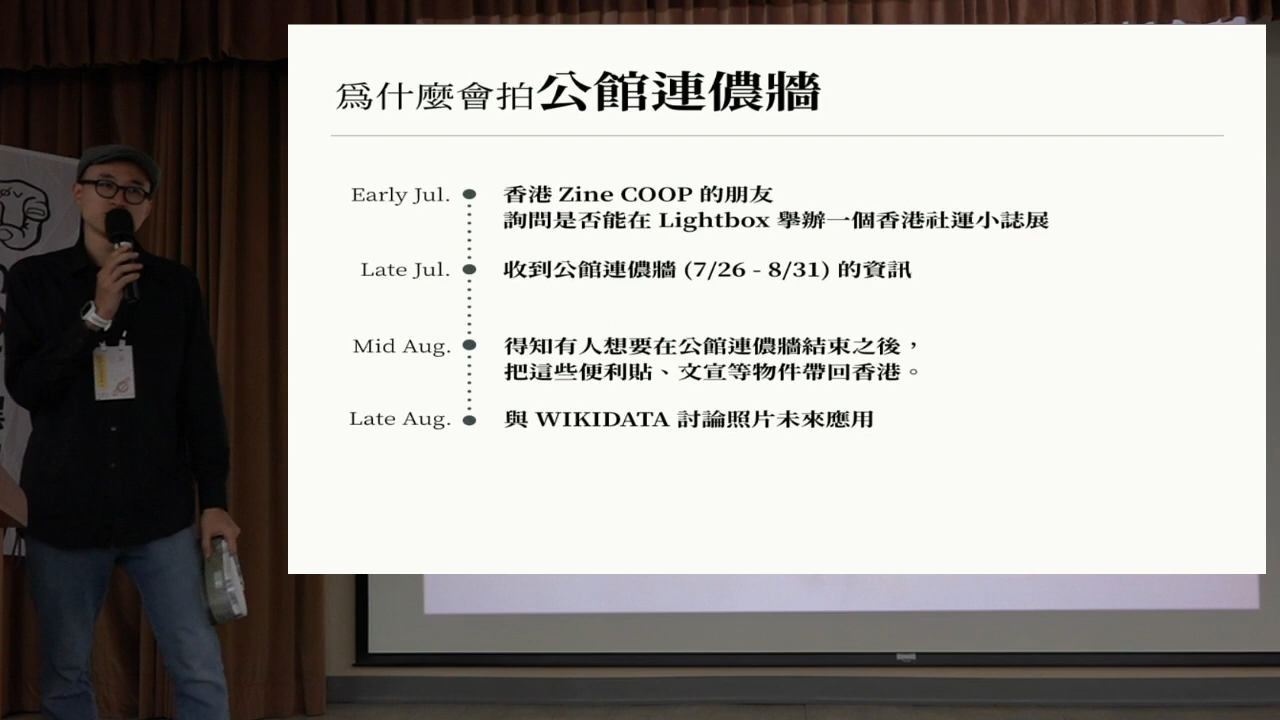 爲什麼會拍公館連儂牆
Early Jul.
香港 Zine COOP 的朋友
詢問是否能在 Lightbox 舉辦一個香港社運小誌展
Late Jul.
收到公館連儂牆 (7/26 - 8/31) 的資訊
Mid Aug.
得知有人想要在公館連儂牆結束之後，
把這些便利貼、文宣等物件帶回香港。
Late Aug.
與 WIKIDATA 討論照片未來應用